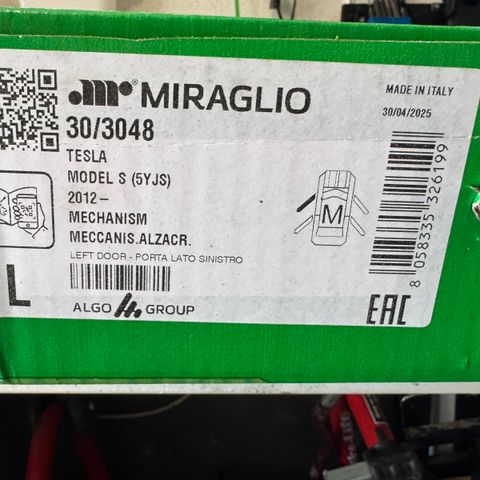 MIRAGLIO
MADE IN ITALY
30/04/2025
30/3048
TESLA
MODEL S (5YJS)
2012-
MECHANISM
MECCANIS.ALZACR.
LEFT DOOR - PORTA LATO SINISTRO
M
L
ALGO GROUP
EAC
8 058335 326199